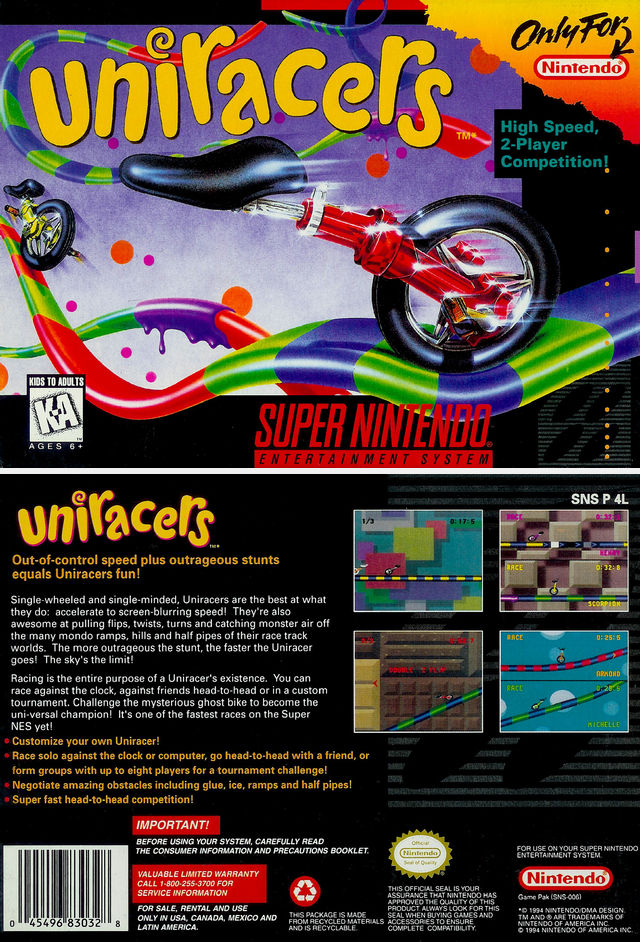 uniracers
TM*
Only For
Nintendo®
High Speed,
2-Player
Competition!
KIDS TO ADULTS
K-A
AGES 6+
SUPER NINTENDO®
ENTERTAINMENT SYSTEM
SNS P 4L
uniracers
Out-of-control speed plus outrageous stunts
equals Uniracers fun!
Single-wheeled and single-minded, Uniracers are the best at what
they do: accelerate to screen-blurring speed! They're also
awesome at pulling flips, twists, turns and catching monster air off
the many mondo ramps, hills and half pipes of their race track
worlds. The more outrageous the stunt, the faster the Uniracer
goes! The sky's the limit!
Racing is the entire purpose of a Uniracer's existence. You can
race against the clock, against friends head-to-head or in a custom
tournament. Challenge the mysterious ghost bike to become the
uni-versal champion! It's one of the fastest races on the Super
NES yet!
• Customize your own Uniracer!
• Race solo against the clock or computer, go head-to-head with a friend, or
form groups with up to eight players for a tournament challenge!
• Negotiate amazing obstacles including glue, ice, ramps and half pipes!
• Super fast head-to-head competition!
1/3
0:17:5
RACE
HENRY
RACE
0:32:8
SCORPION
RACE
0:25:5
ARMOND
RACE
MICHELLE
IMPORTANT!
BEFORE USING YOUR SYSTEM, CAREFULLY READ
THE CONSUMER INFORMATION AND PRECAUTIONS BOOKLET.
VALUABLE LIMITED WARRANTY
CALL 1-800-255-3700 FOR
SERVICE INFORMATION
FOR SALE, RENTAL AND USE
ONLY IN USA, CANADA, MEXICO AND
LATIN AMERICA.
0 45496 83032 8
THIS PACKAGE IS MADE
FROM RECYCLED MATERIALS
AND IS RECYCLABLE.
Official
Nintendo
Seal of Quality
THIS OFFICIAL SEAL IS YOUR
ASSURANCE THAT NINTENDO HAS
APPROVED THE QUALITY OF THIS
PRODUCT. ALWAYS LOOK FOR THIS
SEAL WHEN BUYING GAMES AND
ACCESSORIES TO ENSURE
COMPLETE COMPATIBILITY.
FOR USE ON YOUR SUPER NINTENDO
ENTERTAINMENT SYSTEM.
Nintendo®
Game Pak (SNS-006)
*© 1994 NINTENDO/DMA DESIGN.
TM AND ® ARE TRADEMARKS OF
NINTENDO OF AMERICA INC.
© 1994 NINTENDO OF AMERICA INC.